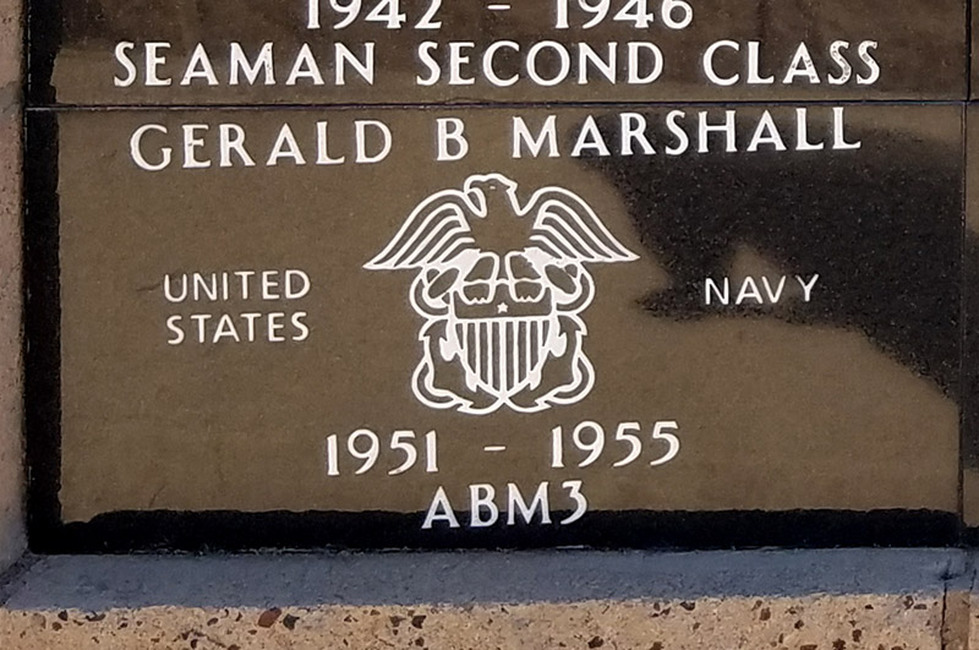 1942 - 1946
SEAMAN SECOND CLASS
GERALD B MARSHALL
UNITED STATES
NAVY
1951 - 1955
ABM3